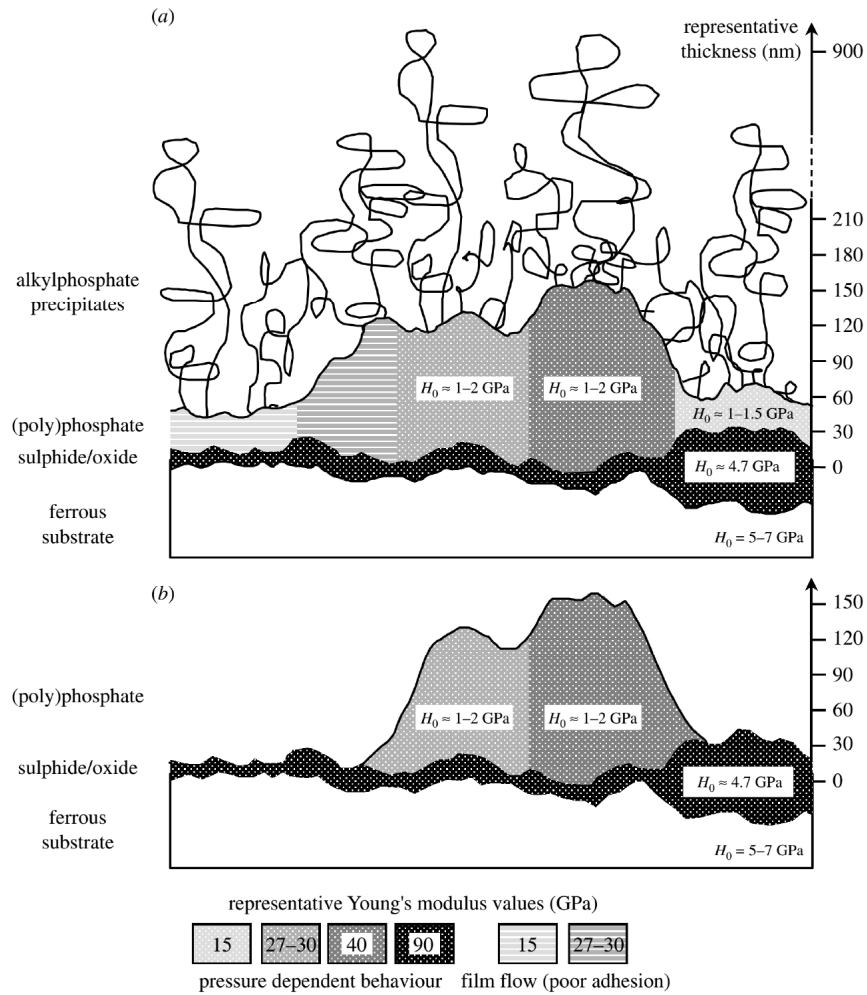 (a)
representative
thickness (nm)
900
210
180
150
120
90
60
30
0
alkylphosphate
precipitates
(poly)phosphate
sulphide/oxide
ferrous
substrate
H₀ ≈ 1–2 GPa
H₀ ≈ 1–2 GPa
H₀ ≈ 1–1.5 GPa
H₀ ≈ 4.7 GPa
H₀ = 5–7 GPa
(b)
150
120
90
60
30
0
(poly)phosphate
sulphide/oxide
ferrous
substrate
H₀ ≈ 1–2 GPa
H₀ ≈ 1–2 GPa
H₀ ≈ 4.7 GPa
H₀ = 5–7 GPa
representative Young's modulus values (GPa)
15 27–30 40 90 15 27–30
pressure dependent behaviour film flow (poor adhesion)